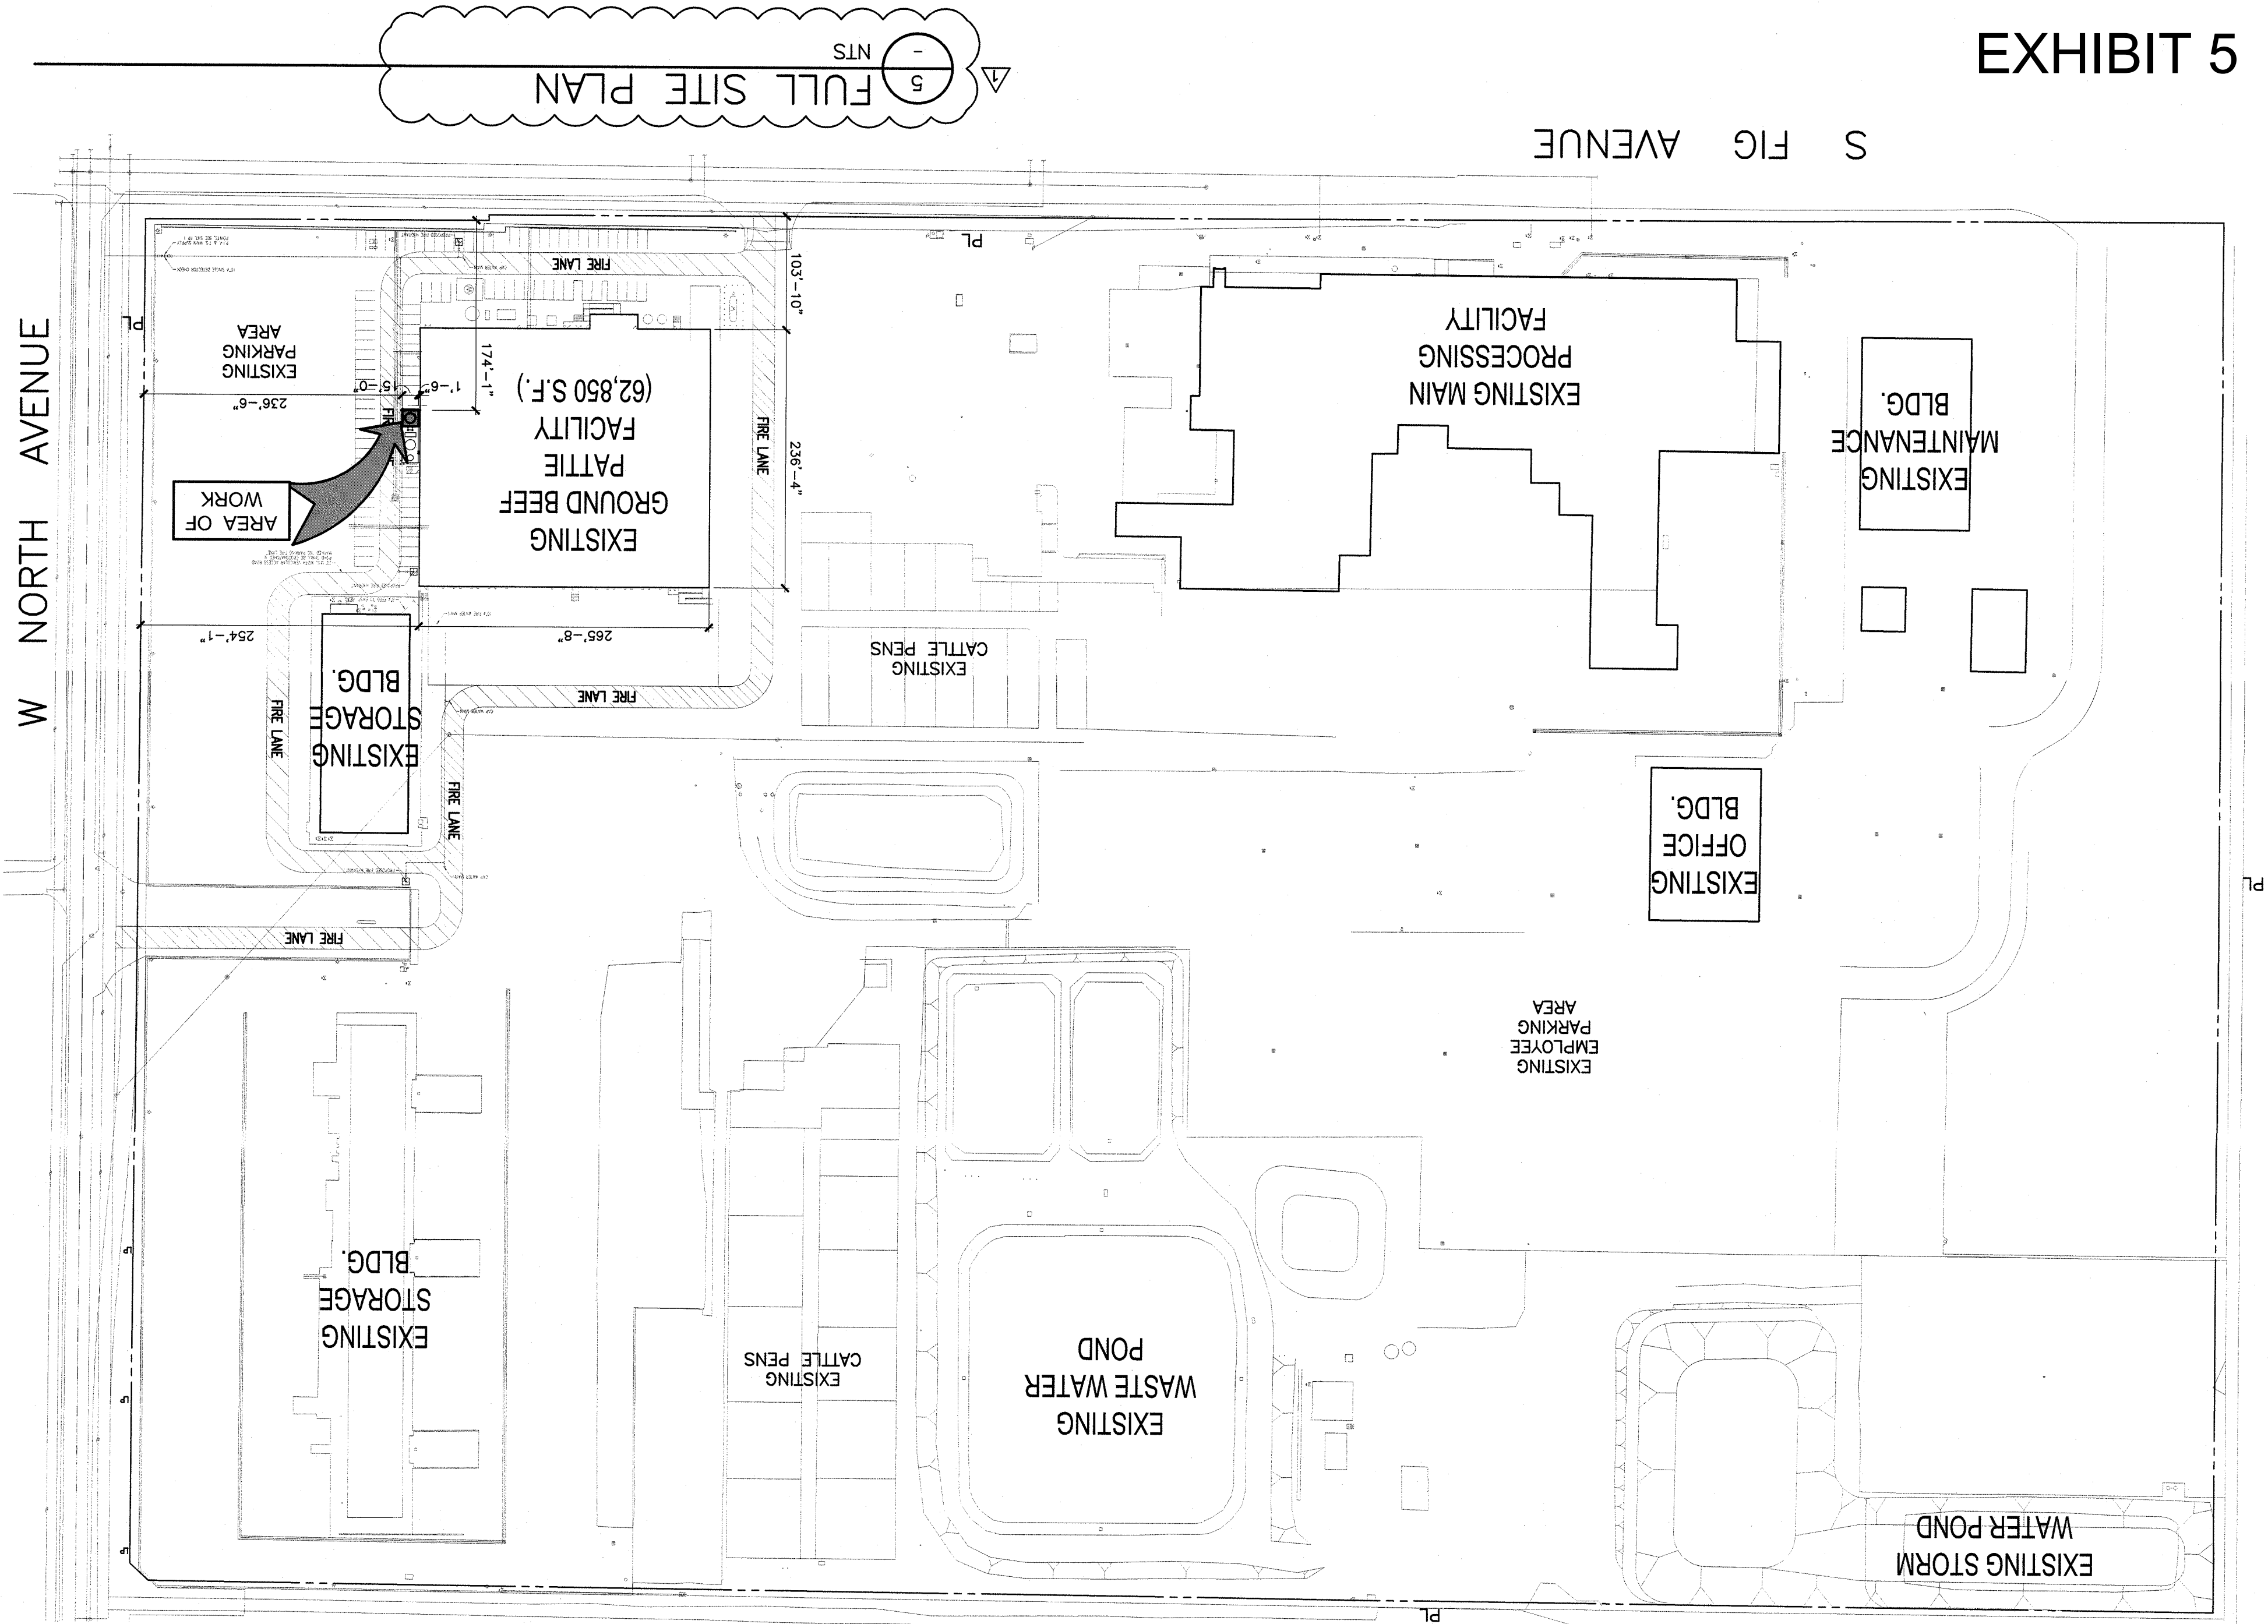 EXHIBIT 5
5
-
FULL SITE PLAN
NTS
1
S FIG AVENUE
W NORTH AVENUE
PL
PL
FIRE LANE
103'-10"
174'-1"
EXISTING
PARKING
AREA
236'-6"
15'-0"
1'-6"
FIR
AREA OF
WORK
EXISTING
GROUND BEEF
PATTIE
FACILITY
(62,850 S.F.)
FIRE LANE
236'-4"
254'-1"
265'-8"
EXISTING
STORAGE
BLDG.
FIRE LANE
FIRE LANE
FIRE LANE
FIRE LANE
EXISTING
CATTLE PENS
EXISTING MAIN
PROCESSING
FACILITY
EXISTING
MAINTENANCE
BLDG.
EXISTING
OFFICE
BLDG.
PL
EXISTING
EMPLOYEE
PARKING
AREA
EXISTING
STORAGE
BLDG.
EXISTING
CATTLE PENS
EXISTING
WASTE WATER
POND
EXISTING STORM
WATER POND
LP
LP
LP
PL